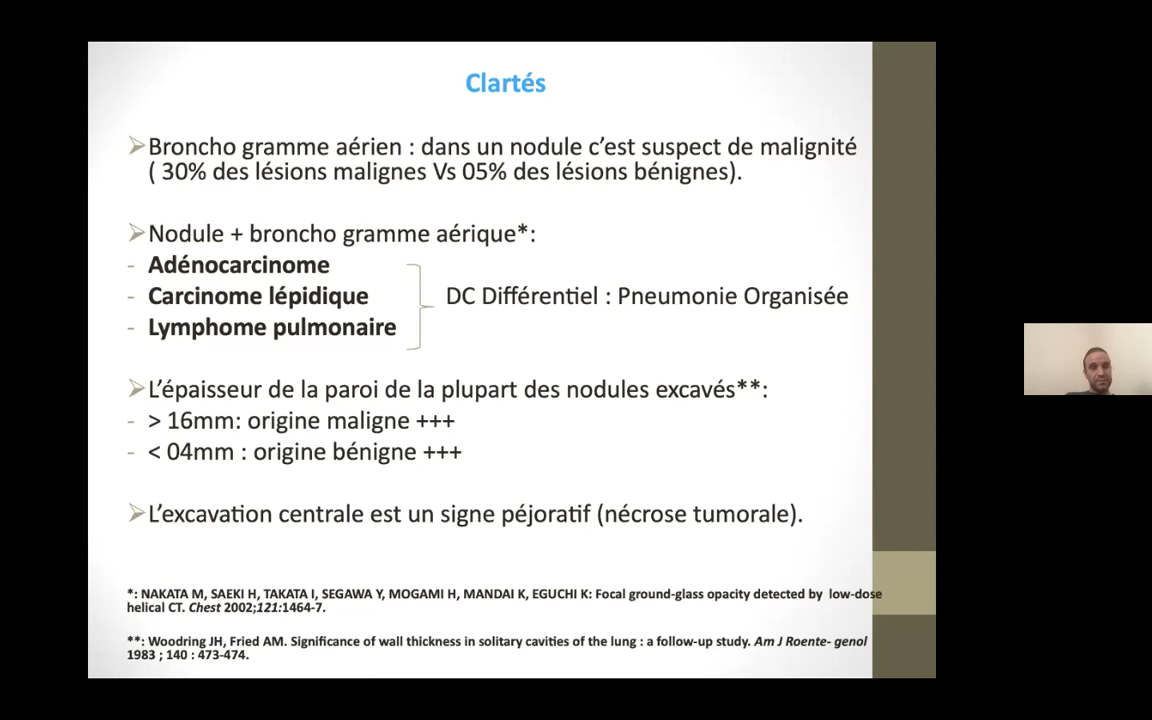 Clartés
Broncho gramme aérien : dans un nodule c’est suspect de malignité
( 30% des lésions malignes Vs 05% des lésions bénignes).
Nodule + broncho gramme aérique*:
- Adénocarcinome
- Carcinome lépidique
- Lymphome pulmonaire
DC Différentiel : Pneumonie Organisée
L’épaisseur de la paroi de la plupart des nodules excavés**:
- > 16mm: origine maligne +++
- < 04mm : origine bénigne +++
L’excavation centrale est un signe péjoratif (nécrose tumorale).
*: NAKATA M, SAEKI H, TAKATA I, SEGAWA Y, MOGAMI H, MANDAI K, EGUCHI K: Focal ground-glass opacity detected by low-dose
helical CT. Chest 2002;121:1464-7.
**: Woodring JH, Fried AM. Significance of wall thickness in solitary cavities of the lung : a follow-up study. Am J Roente- genol
1983 ; 140 : 473-474.